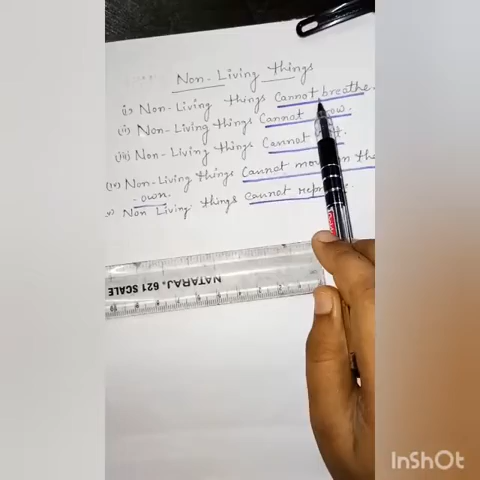 Non-Living things
(i) Non-Living things Cannot breathe.
(ii) Non-Living things Cannot
(iii) Non-Living things Cannot
(iv) Non-Living things Cannot move on the
own.
(v) Non Living things Cannot
NATARAJ. 621 SCALE
InShOt